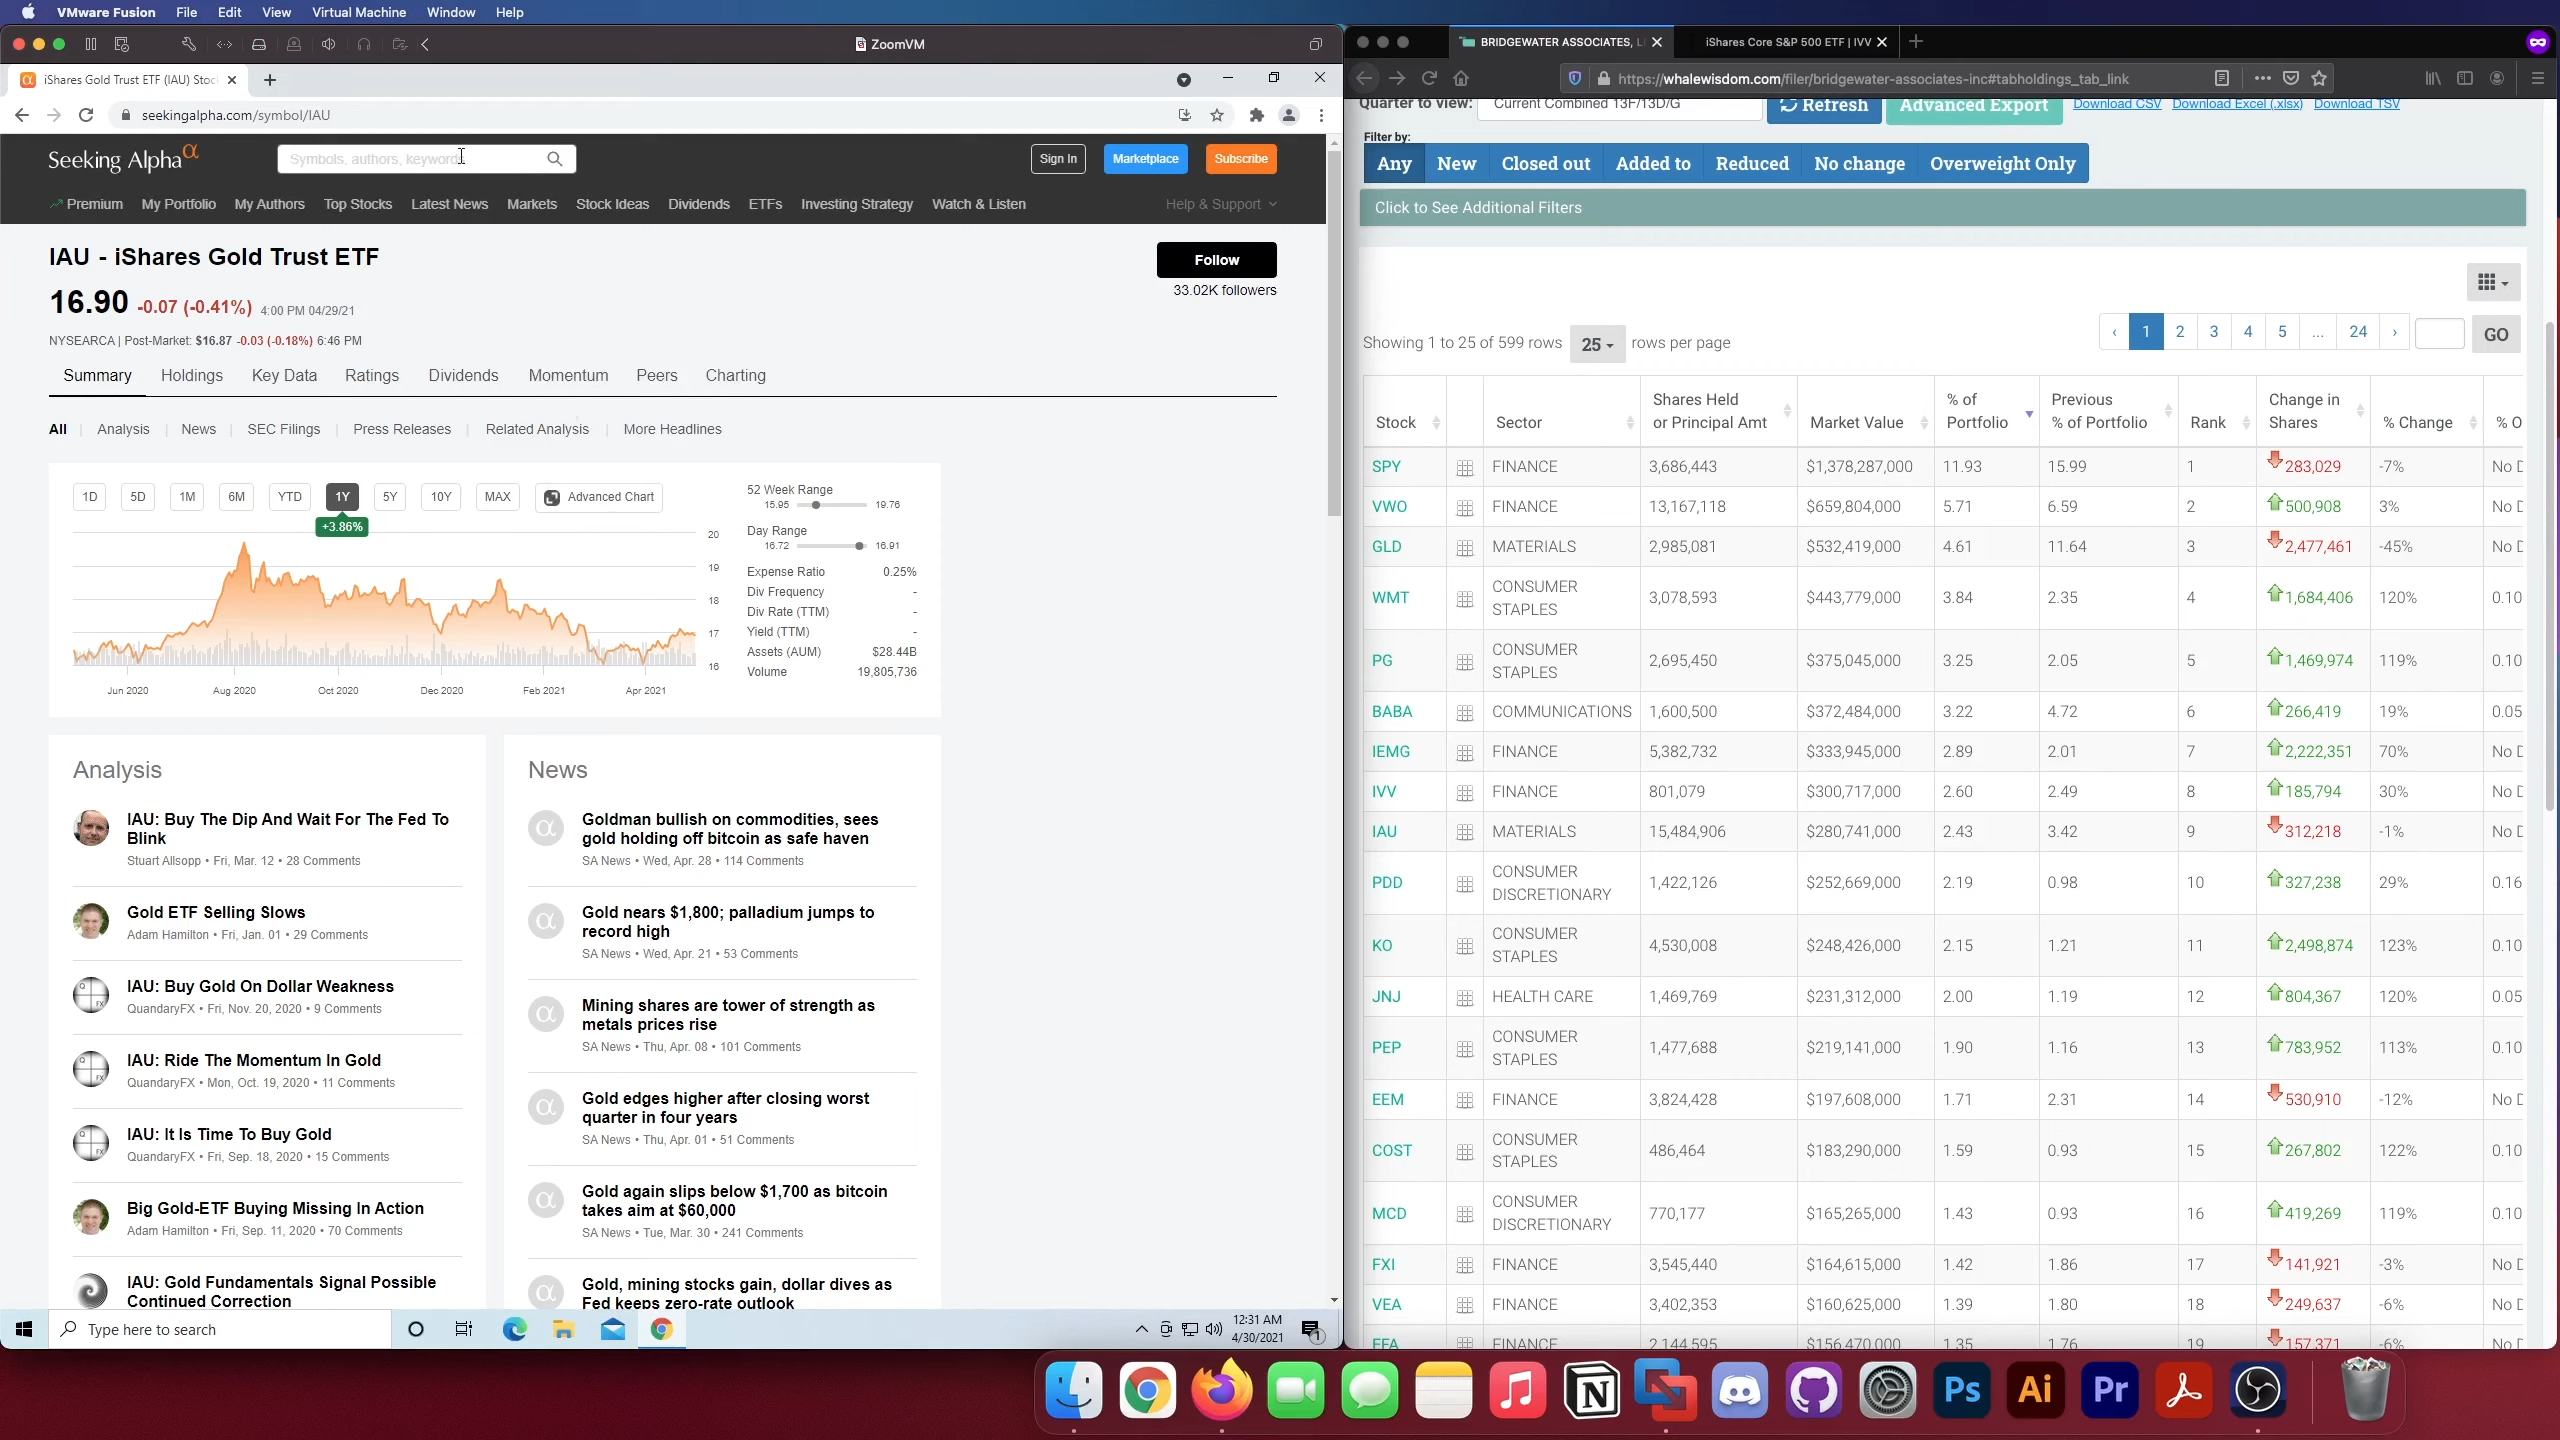 VMware Fusion File Edit View Virtual Machine Window Help
ZoomVM
iShares Gold Trust ETF (IAU) Stoc
seekingalpha.com/symbol/IAU
Seeking Alpha α
Symbols, authors, keywords
Sign In
Marketplace
Subscribe
Premium My Portfolio My Authors Top Stocks Latest News Markets Stock Ideas Dividends ETFs Investing Strategy Watch & Listen Help & Support
IAU - iShares Gold Trust ETF
Follow
33.02K followers
16.90 -0.07 (-0.41%) 4:00 PM 04/29/21
NYSEARCA | Post-Market: $16.87 -0.03 (-0.18%) 6:46 PM
Summary Holdings Key Data Ratings Dividends Momentum Peers Charting
All Analysis News SEC Filings Press Releases Related Analysis More Headlines
1D 5D 1M 6M YTD 1Y 5Y 10Y MAX Advanced Chart
+3.86%
20
19
18
17
16
Jun 2020 Aug 2020 Oct 2020 Dec 2020 Feb 2021 Apr 2021
52 Week Range
15.95 19.76
Day Range
16.72 16.91
Expense Ratio 0.25%
Div Frequency -
Div Rate (TTM) -
Yield (TTM) -
Assets (AUM) $28.44B
Volume 19,805,736
Analysis
IAU: Buy The Dip And Wait For The Fed To
Blink
Stuart Allsopp • Fri, Mar. 12 • 28 Comments
Gold ETF Selling Slows
Adam Hamilton • Fri, Jan. 01 • 29 Comments
IAU: Buy Gold On Dollar Weakness
QuandaryFX • Fri, Nov. 20, 2020 • 9 Comments
IAU: Ride The Momentum In Gold
QuandaryFX • Mon, Oct. 19, 2020 • 11 Comments
IAU: It Is Time To Buy Gold
QuandaryFX • Fri, Sep. 18, 2020 • 15 Comments
Big Gold-ETF Buying Missing In Action
Adam Hamilton • Fri, Sep. 11, 2020 • 70 Comments
IAU: Gold Fundamentals Signal Possible
Continued Correction
News
Goldman bullish on commodities, sees
gold holding off bitcoin as safe haven
SA News • Wed, Apr. 28 • 114 Comments
Gold nears $1,800; palladium jumps to
record high
SA News • Wed, Apr. 21 • 53 Comments
Mining shares are tower of strength as
metals prices rise
SA News • Thu, Apr. 08 • 101 Comments
Gold edges higher after closing worst
quarter in four years
SA News • Thu, Apr. 01 • 51 Comments
Gold again slips below $1,700 as bitcoin
takes aim at $60,000
SA News • Tue, Mar. 30 • 241 Comments
Gold, mining stocks gain, dollar dives as
Fed keeps zero-rate outlook
Type here to search
12:31 AM
4/30/2021
1
BRIDGEWATER ASSOCIATES, L
iShares Core S&P 500 ETF | IVV
https://whalewisdom.com/filer/bridgewater-associates-inc#tabholdings_tab_link
Quarter to view: Current Combined 13F/13D/G Refresh Advanced Export Download CSV Download Excel (.xlsx) Download TSV
Filter by:
Any New Closed out Added to Reduced No change Overweight Only
Click to See Additional Filters
Showing 1 to 25 of 599 rows 25 rows per page
‹ 1 2 3 4 5 ... 24 › GO
Stock Sector Shares Held or Principal Amt Market Value % of Portfolio Previous % of Portfolio Rank Change in Shares % Change % O
SPY FINANCE 3,686,443 $1,378,287,000 11.93 15.99 1 283,029 -7% No D
VWO FINANCE 13,167,118 $659,804,000 5.71 6.59 2 500,908 3% No D
GLD MATERIALS 2,985,081 $532,419,000 4.61 11.64 3 2,477,461 -45% No D
WMT CONSUMER STAPLES 3,078,593 $443,779,000 3.84 2.35 4 1,684,406 120% 0.10
PG CONSUMER STAPLES 2,695,450 $375,045,000 3.25 2.05 5 1,469,974 119% 0.10
BABA COMMUNICATIONS 1,600,500 $372,484,000 3.22 4.72 6 266,419 19% 0.05
IEMG FINANCE 5,382,732 $333,945,000 2.89 2.01 7 2,222,351 70% No D
IVV FINANCE 801,079 $300,717,000 2.60 2.49 8 185,794 30% No D
IAU MATERIALS 15,484,906 $280,741,000 2.43 3.42 9 312,218 -1% No D
PDD CONSUMER DISCRETIONARY 1,422,126 $252,669,000 2.19 0.98 10 327,238 29% 0.16
KO CONSUMER STAPLES 4,530,008 $248,426,000 2.15 1.21 11 2,498,874 123% 0.10
JNJ HEALTH CARE 1,469,769 $231,312,000 2.00 1.19 12 804,367 120% 0.05
PEP CONSUMER STAPLES 1,477,688 $219,141,000 1.90 1.16 13 783,952 113% 0.10
EEM FINANCE 3,824,428 $197,608,000 1.71 2.31 14 530,910 -12% No D
COST CONSUMER STAPLES 486,464 $183,290,000 1.59 0.93 15 267,802 122% 0.10
MCD CONSUMER DISCRETIONARY 770,177 $165,265,000 1.43 0.93 16 419,269 119% 0.10
FXI FINANCE 3,545,440 $164,615,000 1.42 1.86 17 141,921 -3% No D
VEA FINANCE 3,402,353 $160,625,000 1.39 1.80 18 249,637 -6% No D
EFA FINANCE 2,144,595 $156,470,000 1.35 1.76 19 157,371 -6% No D
Ps Ai Pr